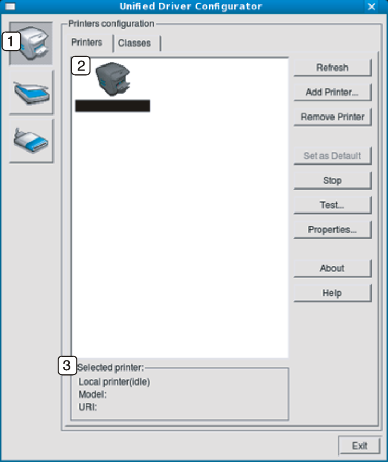 Unified Driver Configurator
Printers configuration
1
Printers
Classes
2
Refresh
Add Printer...
Remove Printer
Set as Default
Stop
Test...
Properties...
About
Help
3
Selected printer:
Local printer(idle)
Model:
URI:
Exit